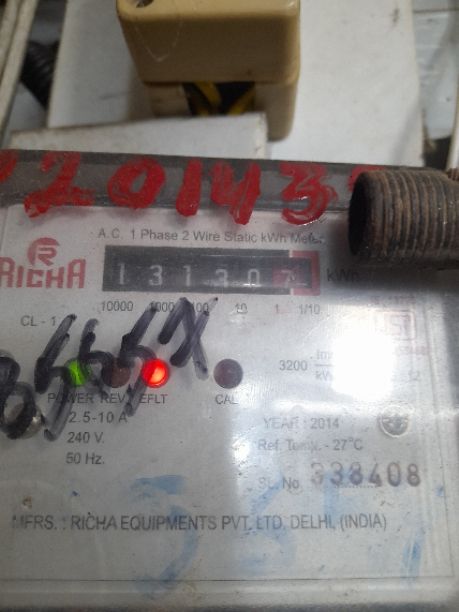 A.C. 1 Phase 2 Wire Static kWh Meter
RICHA
13130 kWh
10000 1000 100 10 1 1/10
CL - 1
3200
POWER REV EFLT CAL
2.5-10 A
240 V.
50 Hz.
YEAR : 2014
Ref. Temp. - 27°C
SL. No. 338408
MFRS. : RICHA EQUIPMENTS PVT. LTD. DELHI, (INDIA)